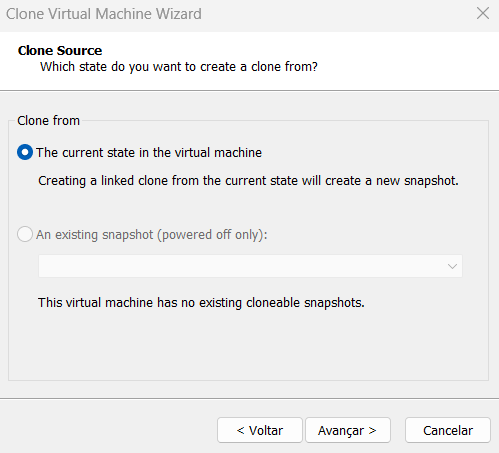 Clone Virtual Machine Wizard
Clone Source
Which state do you want to create a clone from?
Clone from
The current state in the virtual machine
Creating a linked clone from the current state will create a new snapshot.
An existing snapshot (powered off only):
This virtual machine has no existing cloneable snapshots.
< Voltar
Avançar >
Cancelar